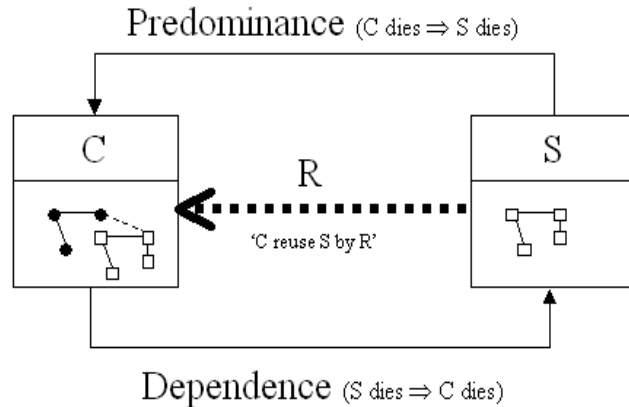 Predominance (C dies ⇒ S dies)
C
S
R
‘C reuse S by R’
Dependence (S dies ⇒ C dies)